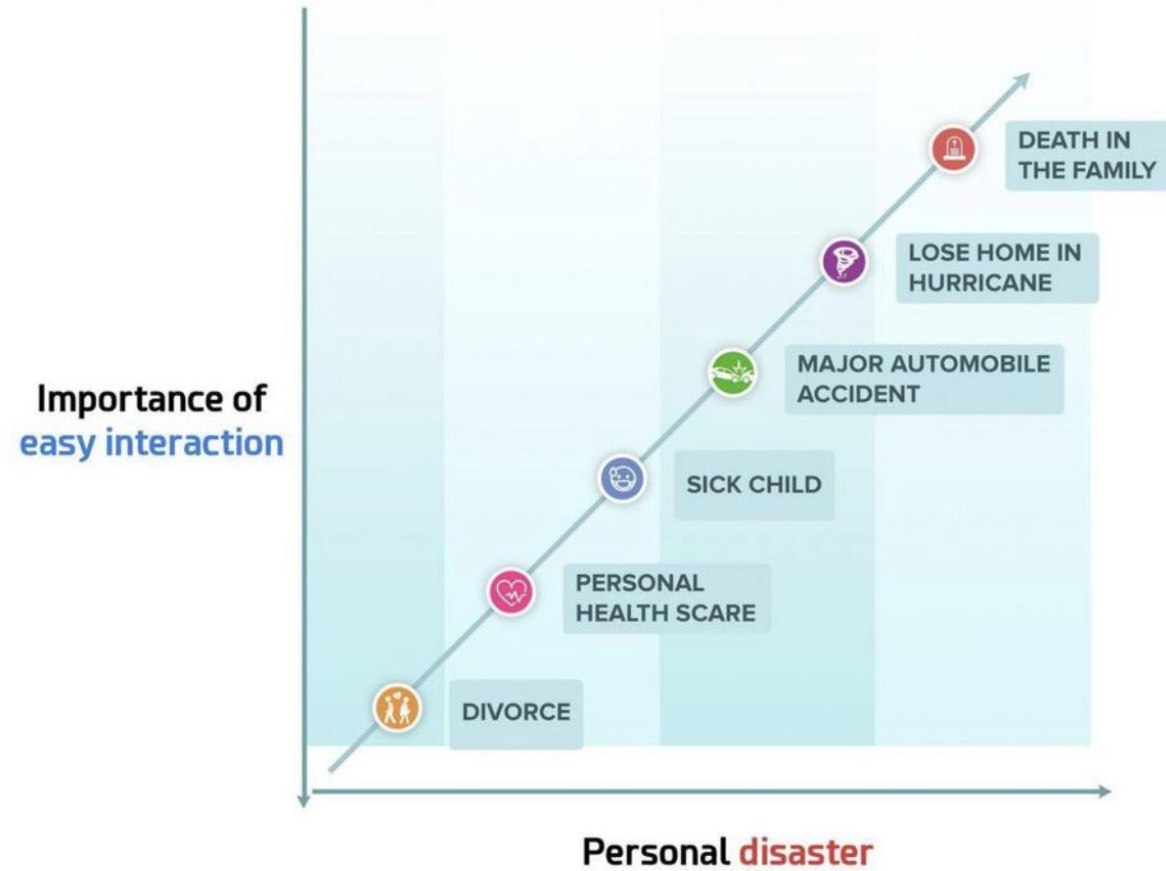 DEATH IN
THE FAMILY
LOSE HOME IN
HURRICANE
MAJOR AUTOMOBILE
ACCIDENT
Importance of
easy interaction
SICK CHILD
PERSONAL
HEALTH SCARE
DIVORCE
Personal disaster